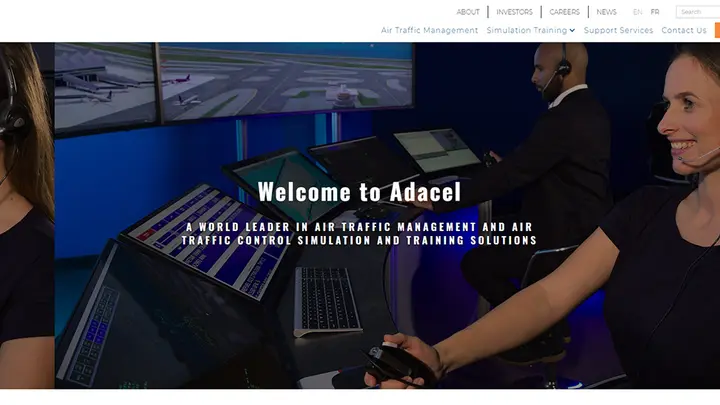 ABOUT INVESTORS CAREERS NEWS EN FR Search
Air Traffic Management Simulation Training Support Services Contact Us
Welcome to Adacel
A WORLD LEADER IN AIR TRAFFIC MANAGEMENT AND AIR
TRAFFIC CONTROL SIMULATION AND TRAINING SOLUTIONS